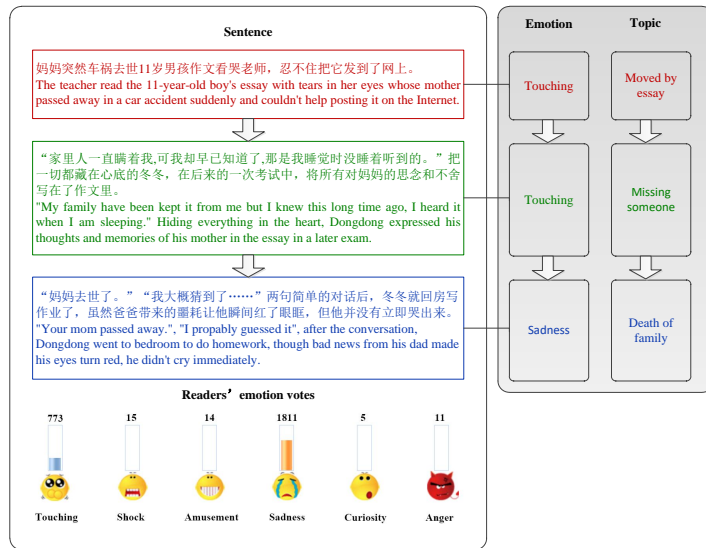 Sentence
妈妈突然车祸去世11岁男孩作文看哭老师，忍不住把它发到了网上。
The teacher read the 11-year-old boy's essay with tears in her eyes whose mother
passed away in a car accident suddenly and couldn't help posting it on the Internet.
“家里人一直瞒着我,可我却早已知道了,那是我睡觉时没睡着听到的。”把
一切都藏在心底的冬冬，在后来的一次考试中，将所有对妈妈的思念和不舍
写在了作文里。
"My family have been kept it from me but I knew this long time ago, I heard it
when I am sleeping." Hiding everything in the heart, Dongdong expressed his
thoughts and memories of his mother in the essay in a later exam.
“妈妈去世了。”“我大概猜到了……”两句简单的对话后，冬冬就回房写
作业了，虽然爸爸带来的噩耗让他瞬间红了眼眶，但他并没有立即哭出来。
"Your mom passed away.", "I propably guessed it", after the conversation,
Dongdong went to bedroom to do homework, though bad news from his dad made
his eyes turn red, he didn't cry immediately.
Readers' emotion votes
773 15 14 1811 5 11
Touching Shock Amusement Sadness Curiosity Anger
Emotion Topic
Touching
Moved by
essay
Touching
Missing
someone
Sadness
Death of
family